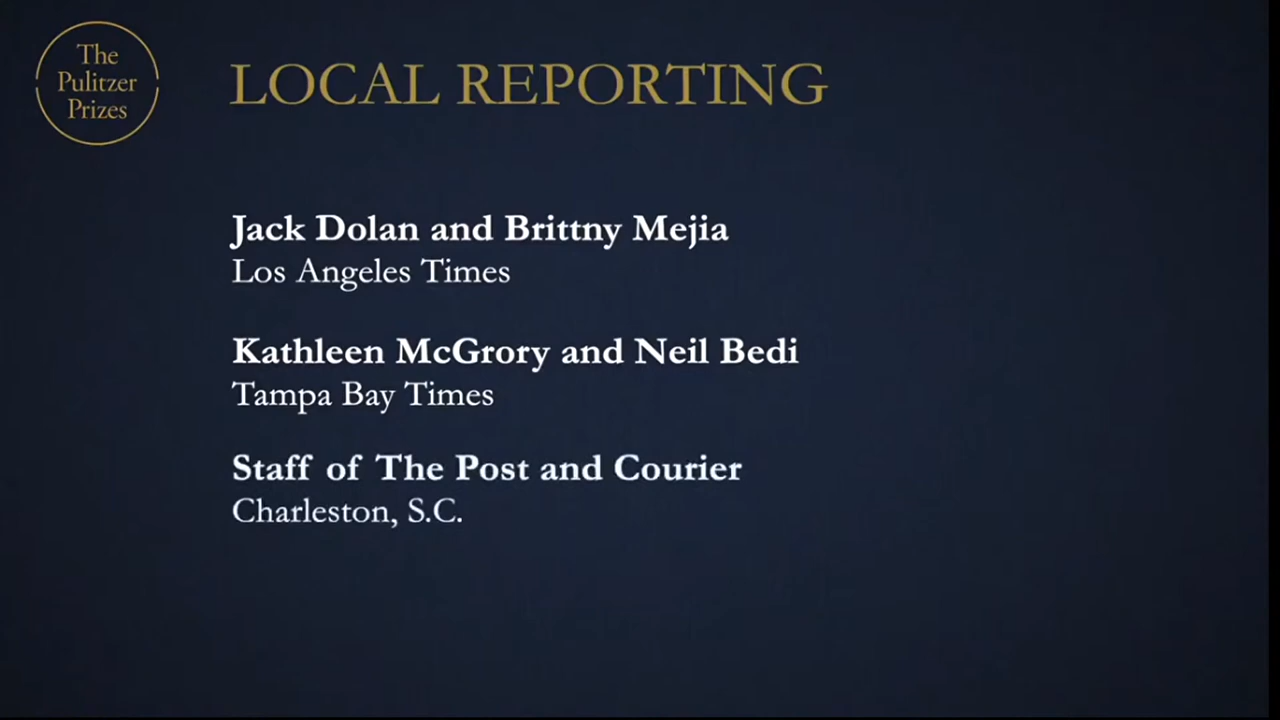 The
Pulitzer
Prizes
LOCAL REPORTING
Jack Dolan and Brittny Mejia
Los Angeles Times
Kathleen McGrory and Neil Bedi
Tampa Bay Times
Staff of The Post and Courier
Charleston, S.C.